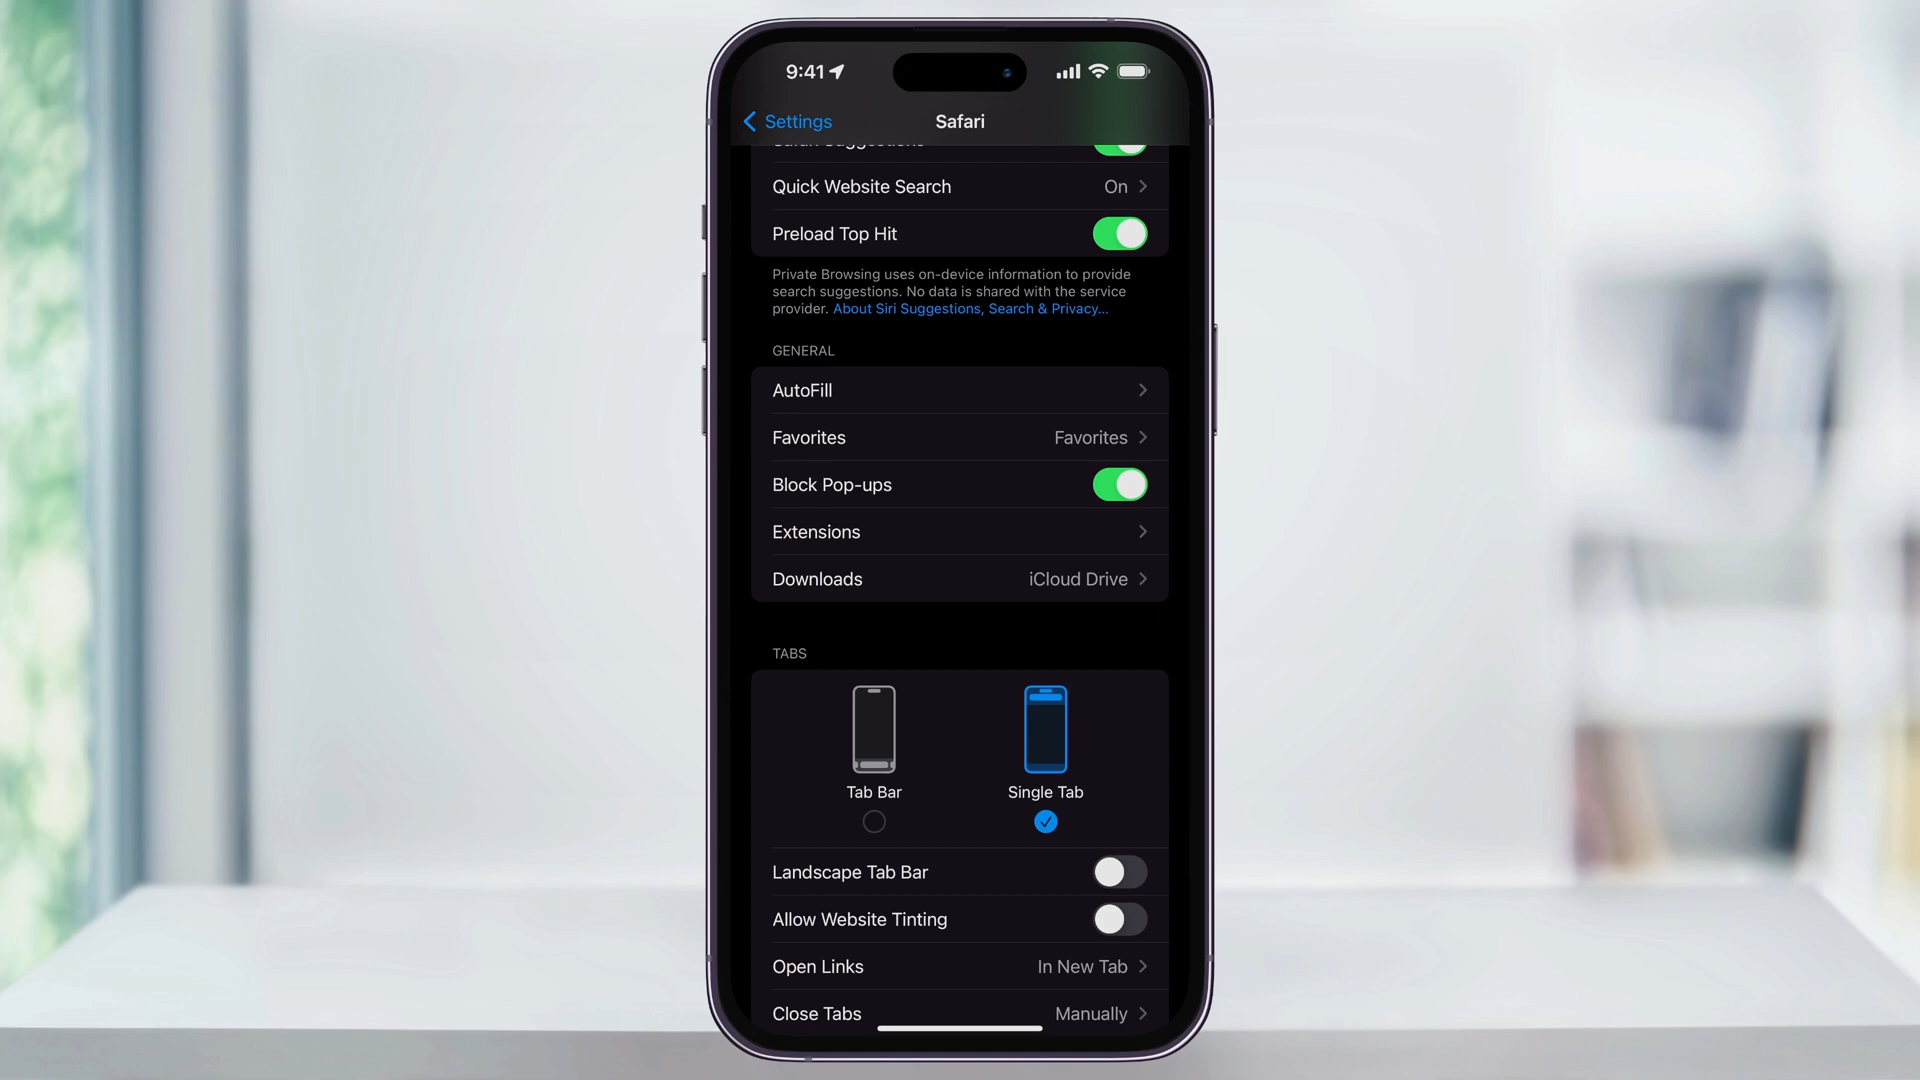 9:41
Settings
Safari
Quick Website Search
On
Preload Top Hit
Private Browsing uses on-device information to provide
search suggestions. No data is shared with the service
provider. About Siri Suggestions, Search & Privacy...
GENERAL
AutoFill
Favorites
Favorites
Block Pop-ups
Extensions
Downloads
iCloud Drive
TABS
Tab Bar
Single Tab
Landscape Tab Bar
Allow Website Tinting
Open Links
In New Tab
Close Tabs
Manually